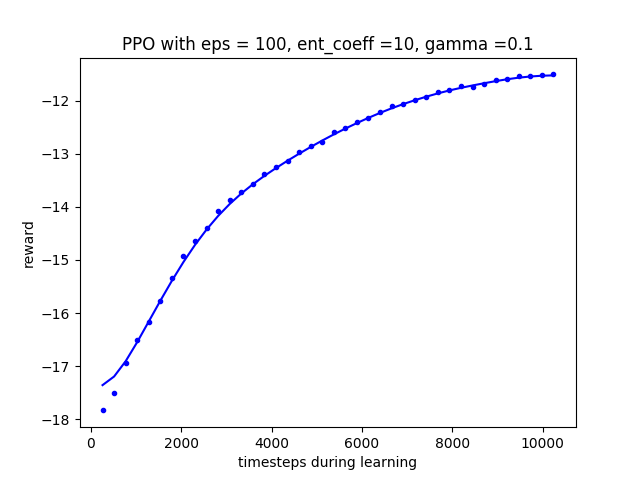 PPO with eps = 100, ent_coeff =10, gamma =0.1
reward
−12
−13
−14
−15
−16
−17
−18
0 2000 4000 6000 8000 10000
timesteps during learning